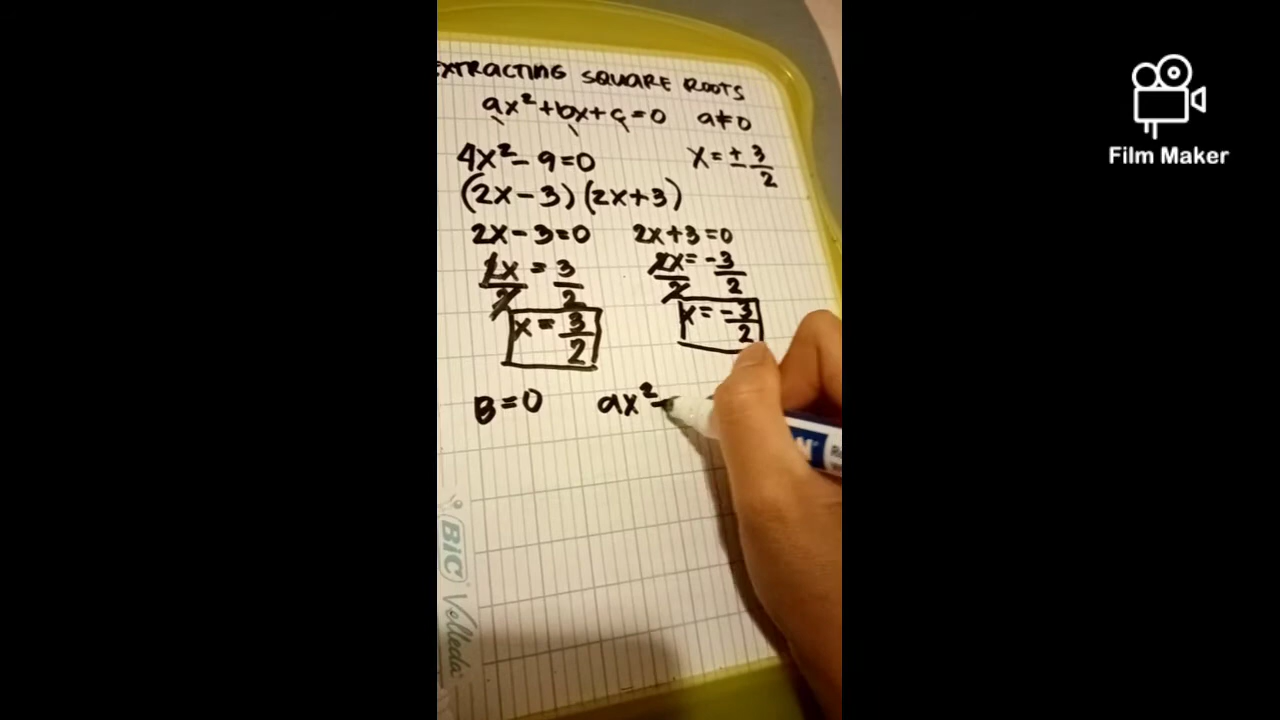 EXTRACTING SQUARE ROOTS
ax²+bx+c=0 a≠0
4x²-9=0 x=±3/2
(2x-3)(2x+3)
2x-3=0 2x+3=0
2x/2=3/2 2x/2=-3/2
x=3/2 x=-3/2
B=0 ax²-
BIC
Velleda
Film Maker